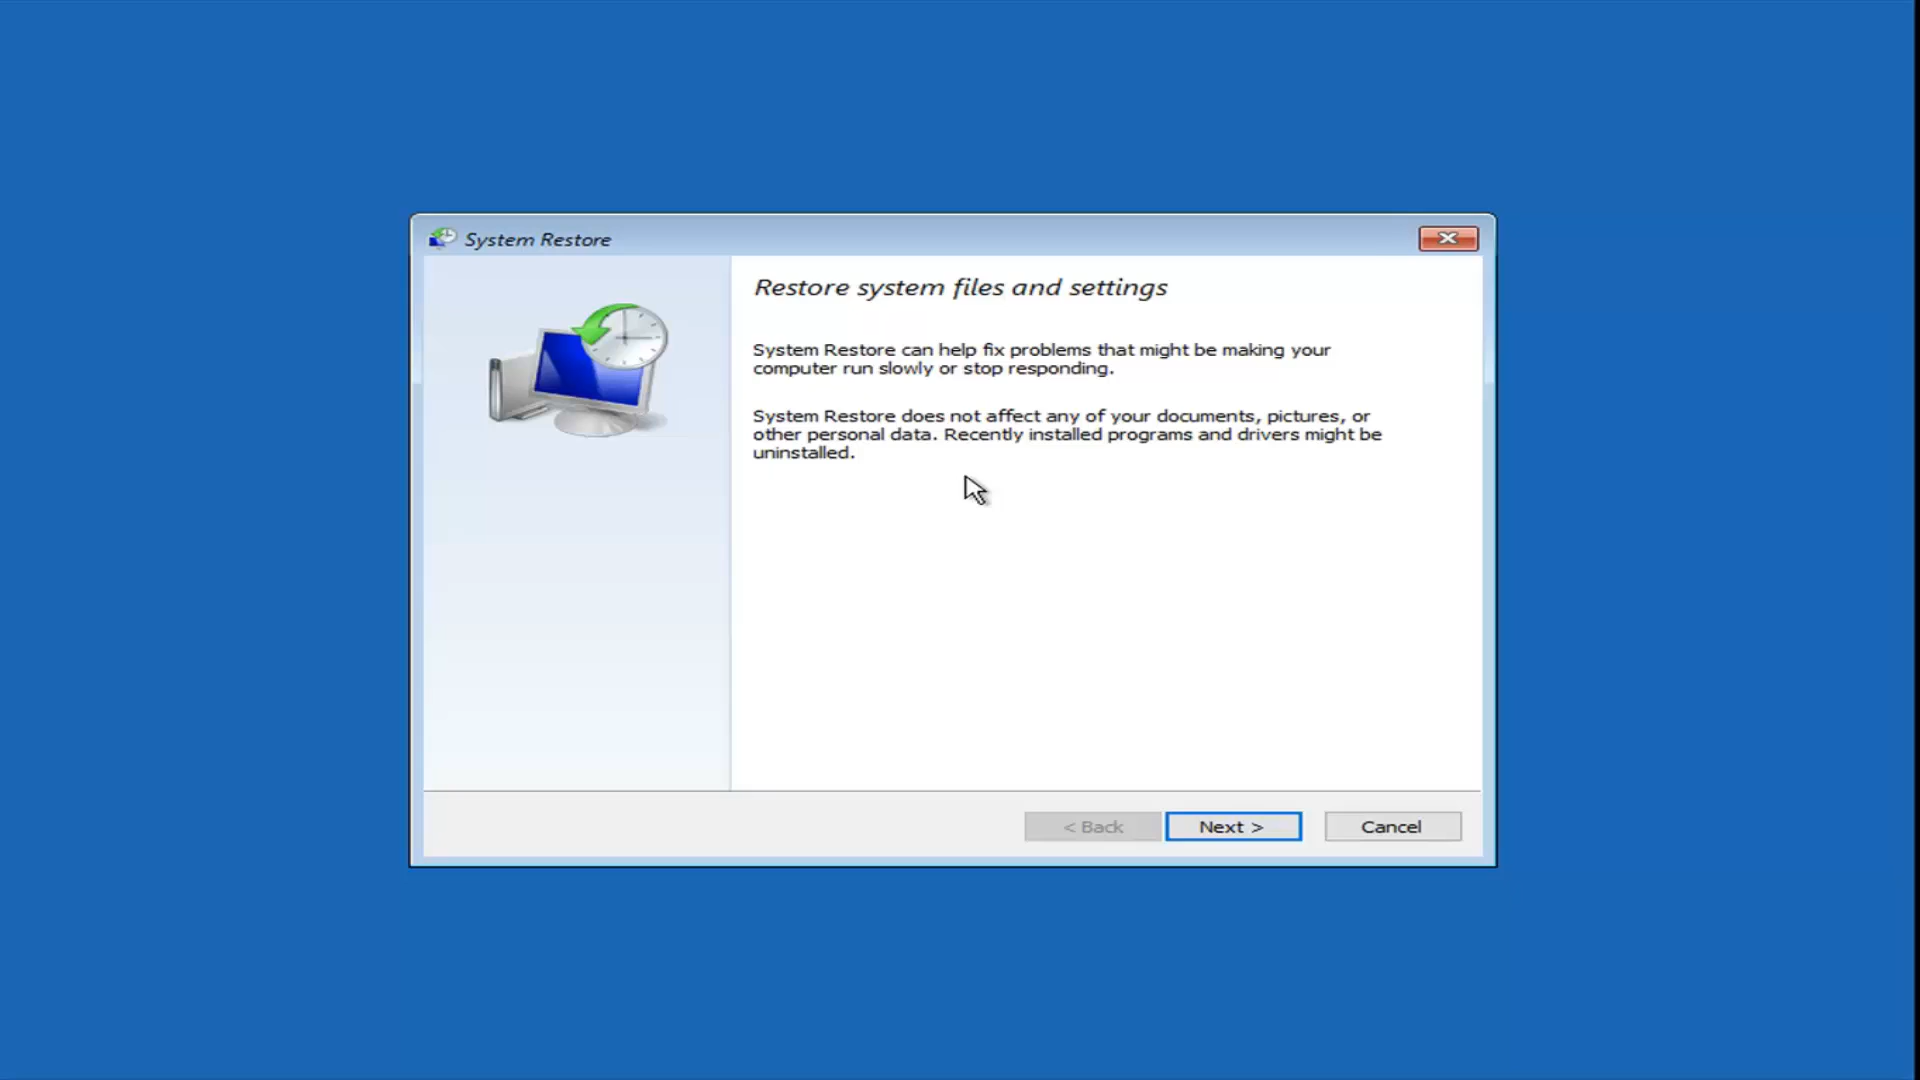 System Restore
Restore system files and settings
System Restore can help fix problems that might be making your
computer run slowly or stop responding.
System Restore does not affect any of your documents, pictures, or
other personal data. Recently installed programs and drivers might be
uninstalled.
< Back
Next >
Cancel